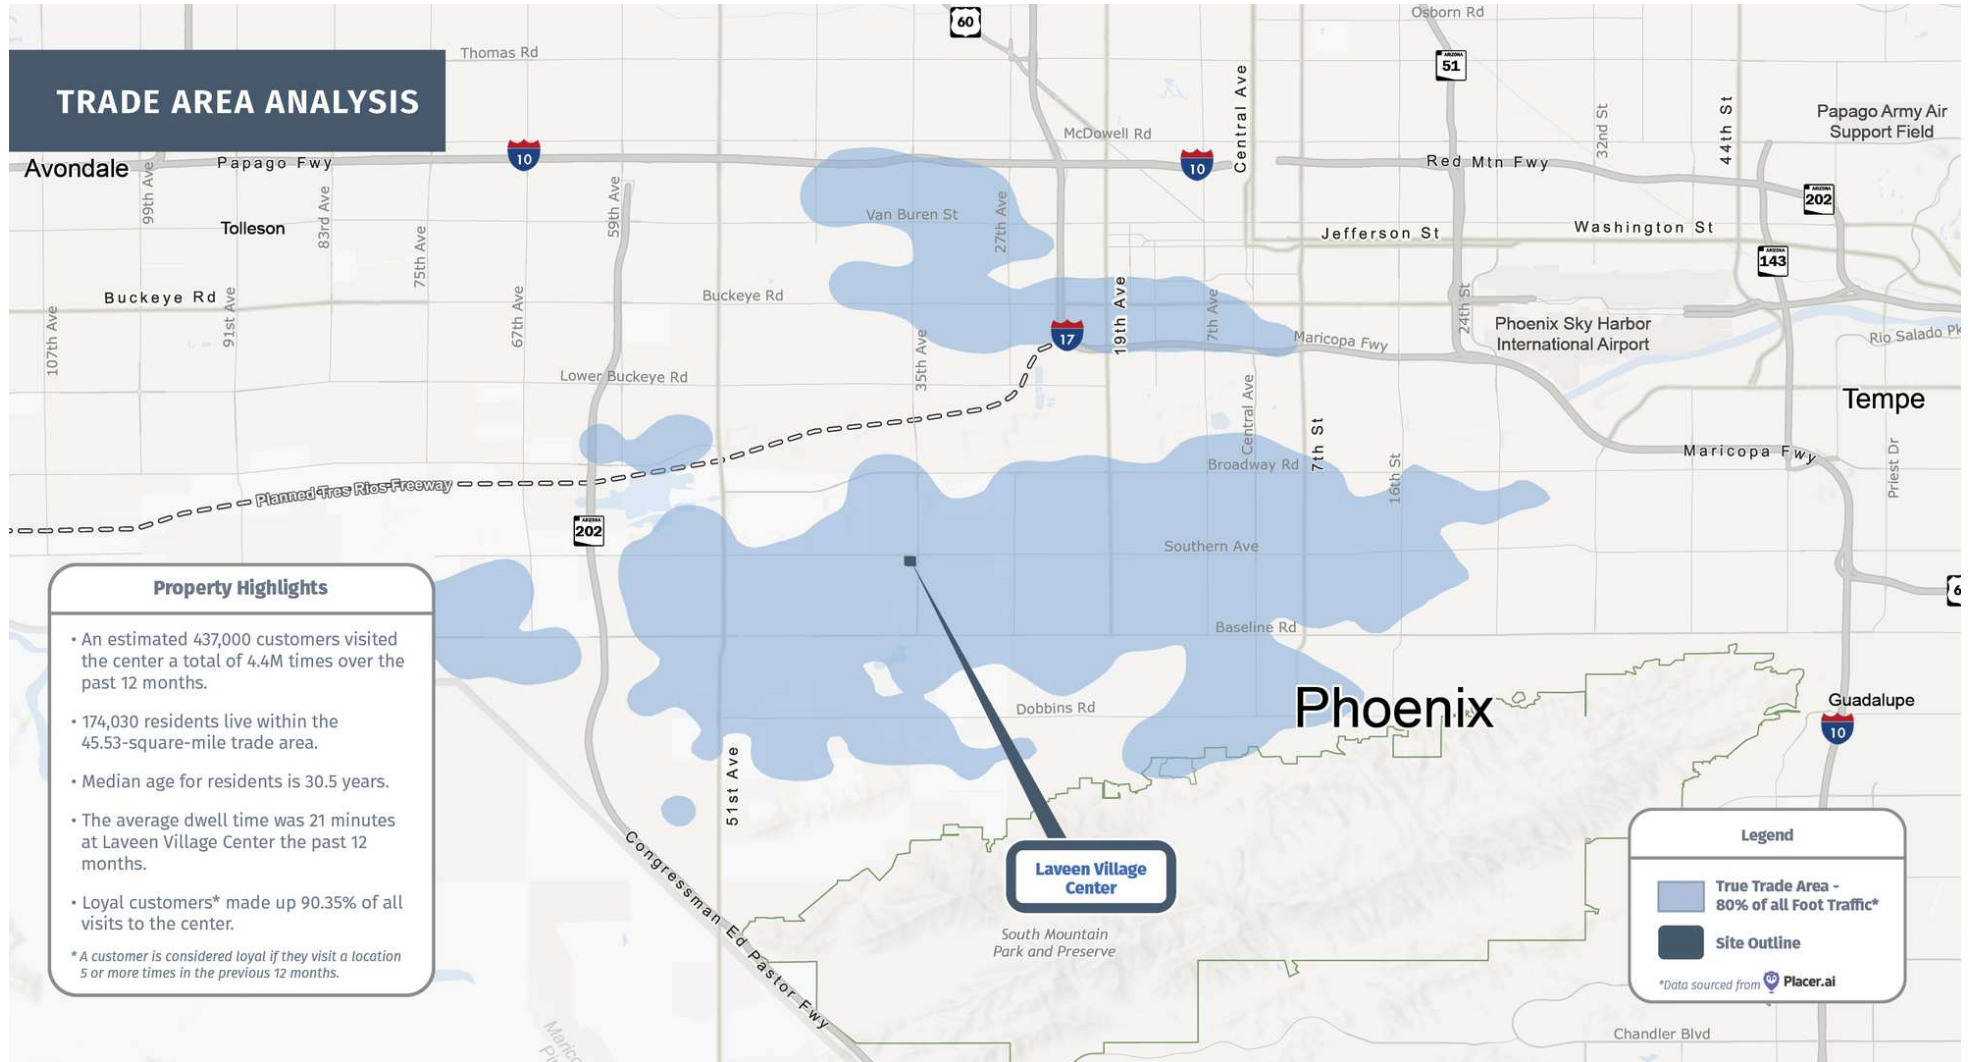 60
Osborn Rd
Thomas Rd
ARIZONA
51
TRADE AREA ANALYSIS
Central Ave
44th St
32nd St
Papago Army Air
Support Field
McDowell Rd
Avondale
Papago Fwy
10
10
Red Mtn Fwy
99th Ave
83rd Ave
59th Ave
ARIZONA
202
Tolleson
Van Buren St
27th Ave
75th Ave
Jefferson St
Washington St
ARIZONA
143
Buckeye Rd
91st Ave
67th Ave
Buckeye Rd
107th Ave
35th Ave
17
19th Ave
7th Ave
Maricopa Fwy
24th St
Phoenix Sky Harbor
International Airport
Rio Salado Pk
Lower Buckeye Rd
Central Ave
Tempe
7th St
Broadway Rd
16th St
Maricopa Fwy
Priest Dr
Planned Tres Rios Freeway
ARIZONA
202
Southern Ave
6
Baseline Rd
Property Highlights
• An estimated 437,000 customers visited
the center a total of 4.4M times over the
past 12 months.
• 174,030 residents live within the
45.53-square-mile trade area.
• Median age for residents is 30.5 years.
• The average dwell time was 21 minutes
at Laveen Village Center the past 12
months.
• Loyal customers* made up 90.35% of all
visits to the center.
* A customer is considered loyal if they visit a location
5 or more times in the previous 12 months.
Dobbins Rd
Phoenix
Guadalupe
10
51st Ave
Congressman Ed Pastor Fwy
Laveen Village
Center
South Mountain
Park and Preserve
Legend
True Trade Area -
80% of all Foot Traffic*
Site Outline
*Data sourced from Placer.ai
Chandler Blvd